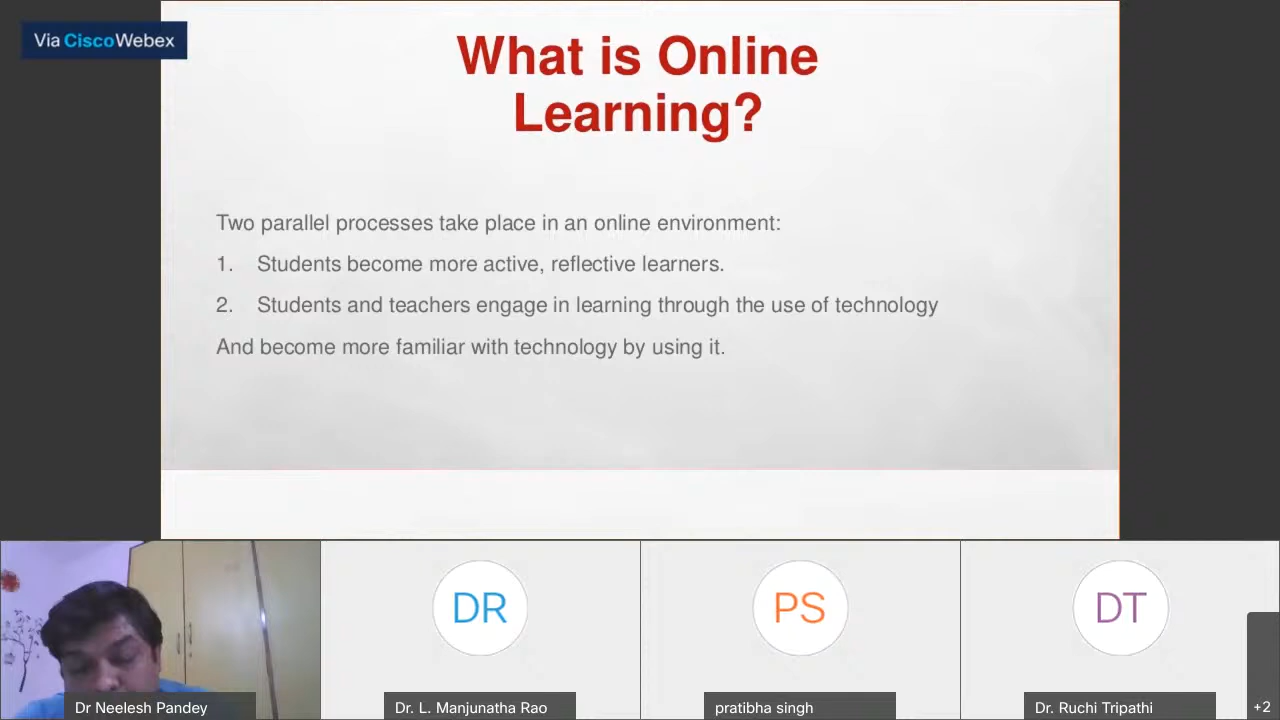 Via CiscoWebex
What is Online
Learning?
Two parallel processes take place in an online environment:
1. Students become more active, reflective learners.
2. Students and teachers engage in learning through the use of technology
And become more familiar with technology by using it.
DR
PS
DT
Dr Neelesh Pandey
Dr. L. Manjunatha Rao
pratibha singh
Dr. Ruchi Tripathi
+2